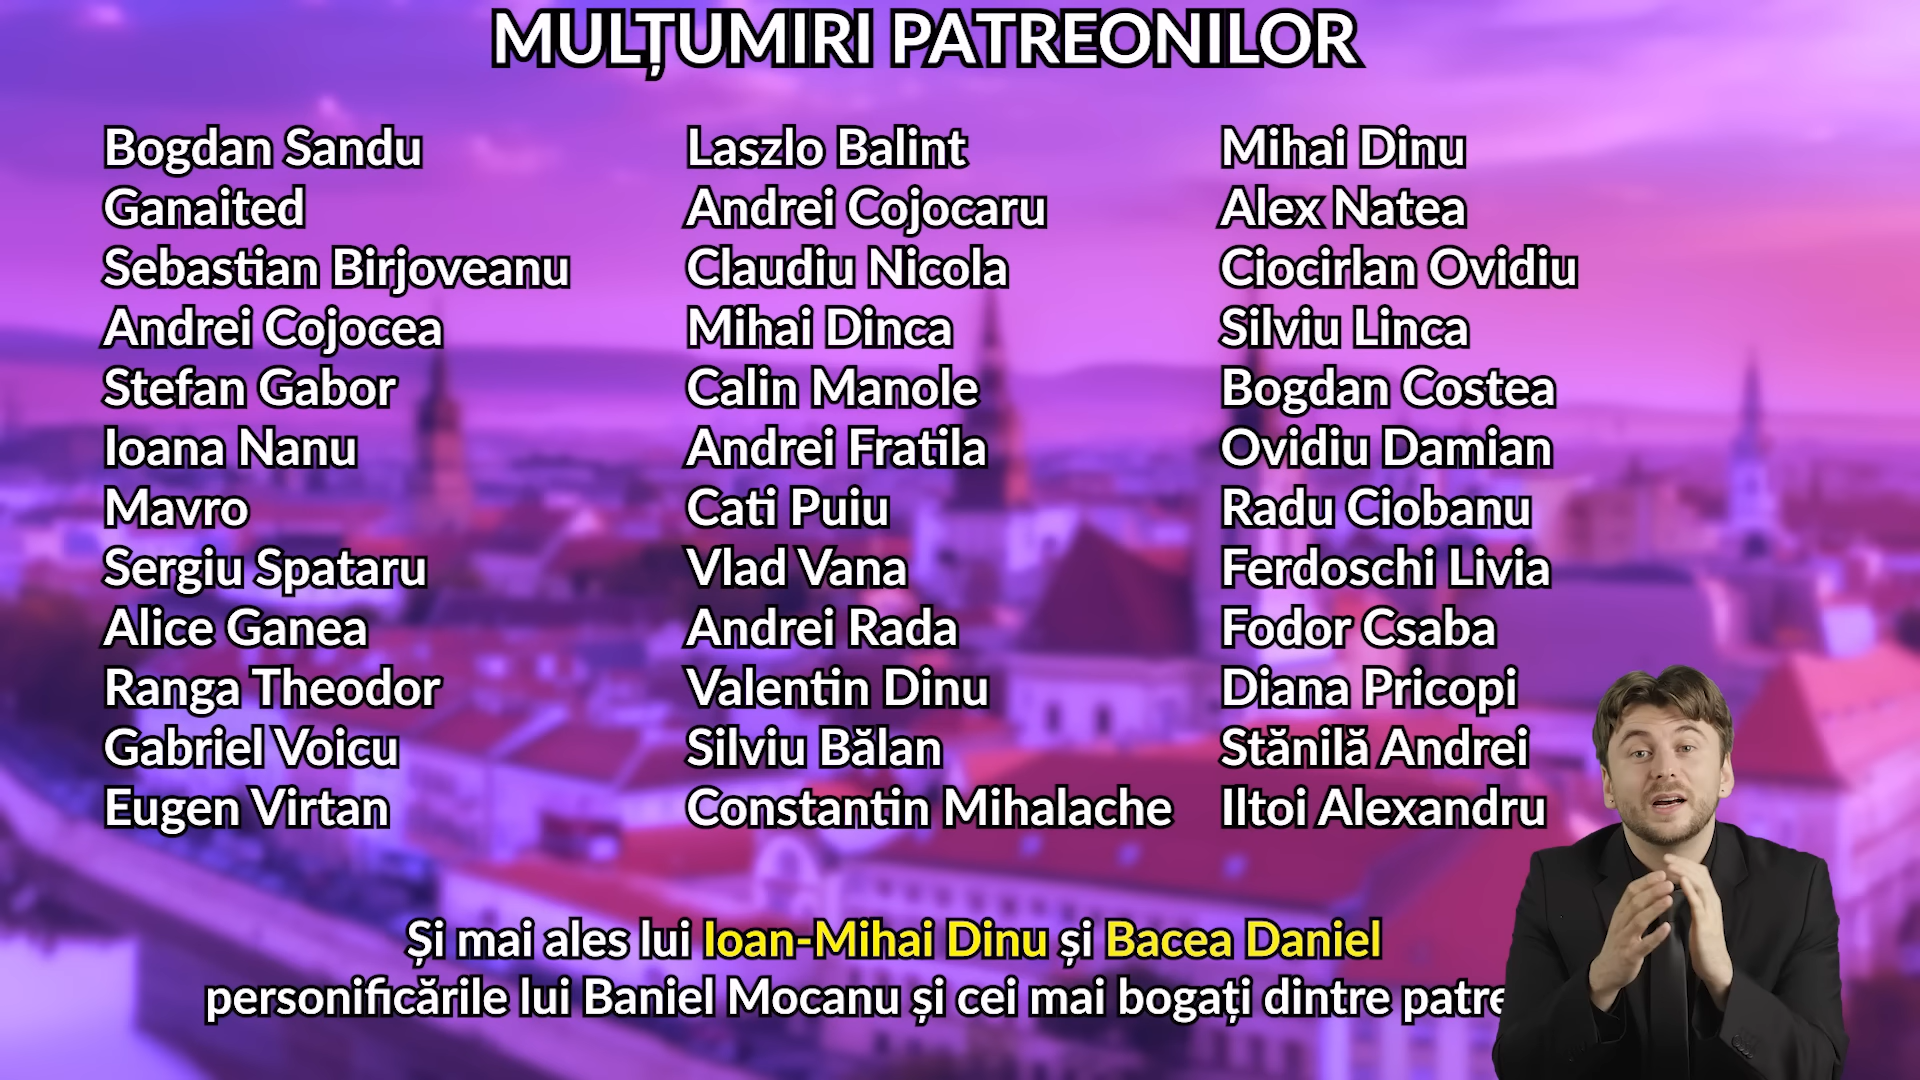 MULȚUMIRI PATREONILOR
Bogdan Sandu
Ganaited
Sebastian Birjoveanu
Andrei Cojocea
Stefan Gabor
Ioana Nanu
Mavro
Sergiu Spataru
Alice Ganea
Ranga Theodor
Gabriel Voicu
Eugen Virtan
Laszlo Balint
Andrei Cojocaru
Claudiu Nicola
Mihai Dinca
Calin Manole
Andrei Fratila
Cati Puiu
Vlad Vana
Andrei Rada
Valentin Dinu
Silviu Bălan
Constantin Mihalache
Mihai Dinu
Alex Natea
Ciocirlan Ovidiu
Silviu Linca
Bogdan Costea
Ovidiu Damian
Radu Ciobanu
Ferdoschi Livia
Fodor Csaba
Diana Pricopi
Stănilă Andrei
Iltoi Alexandru
Și mai ales lui Ioan-Mihai Dinu și Bacea Daniel
personificările lui Baniel Mocanu și cei mai bogați dintre